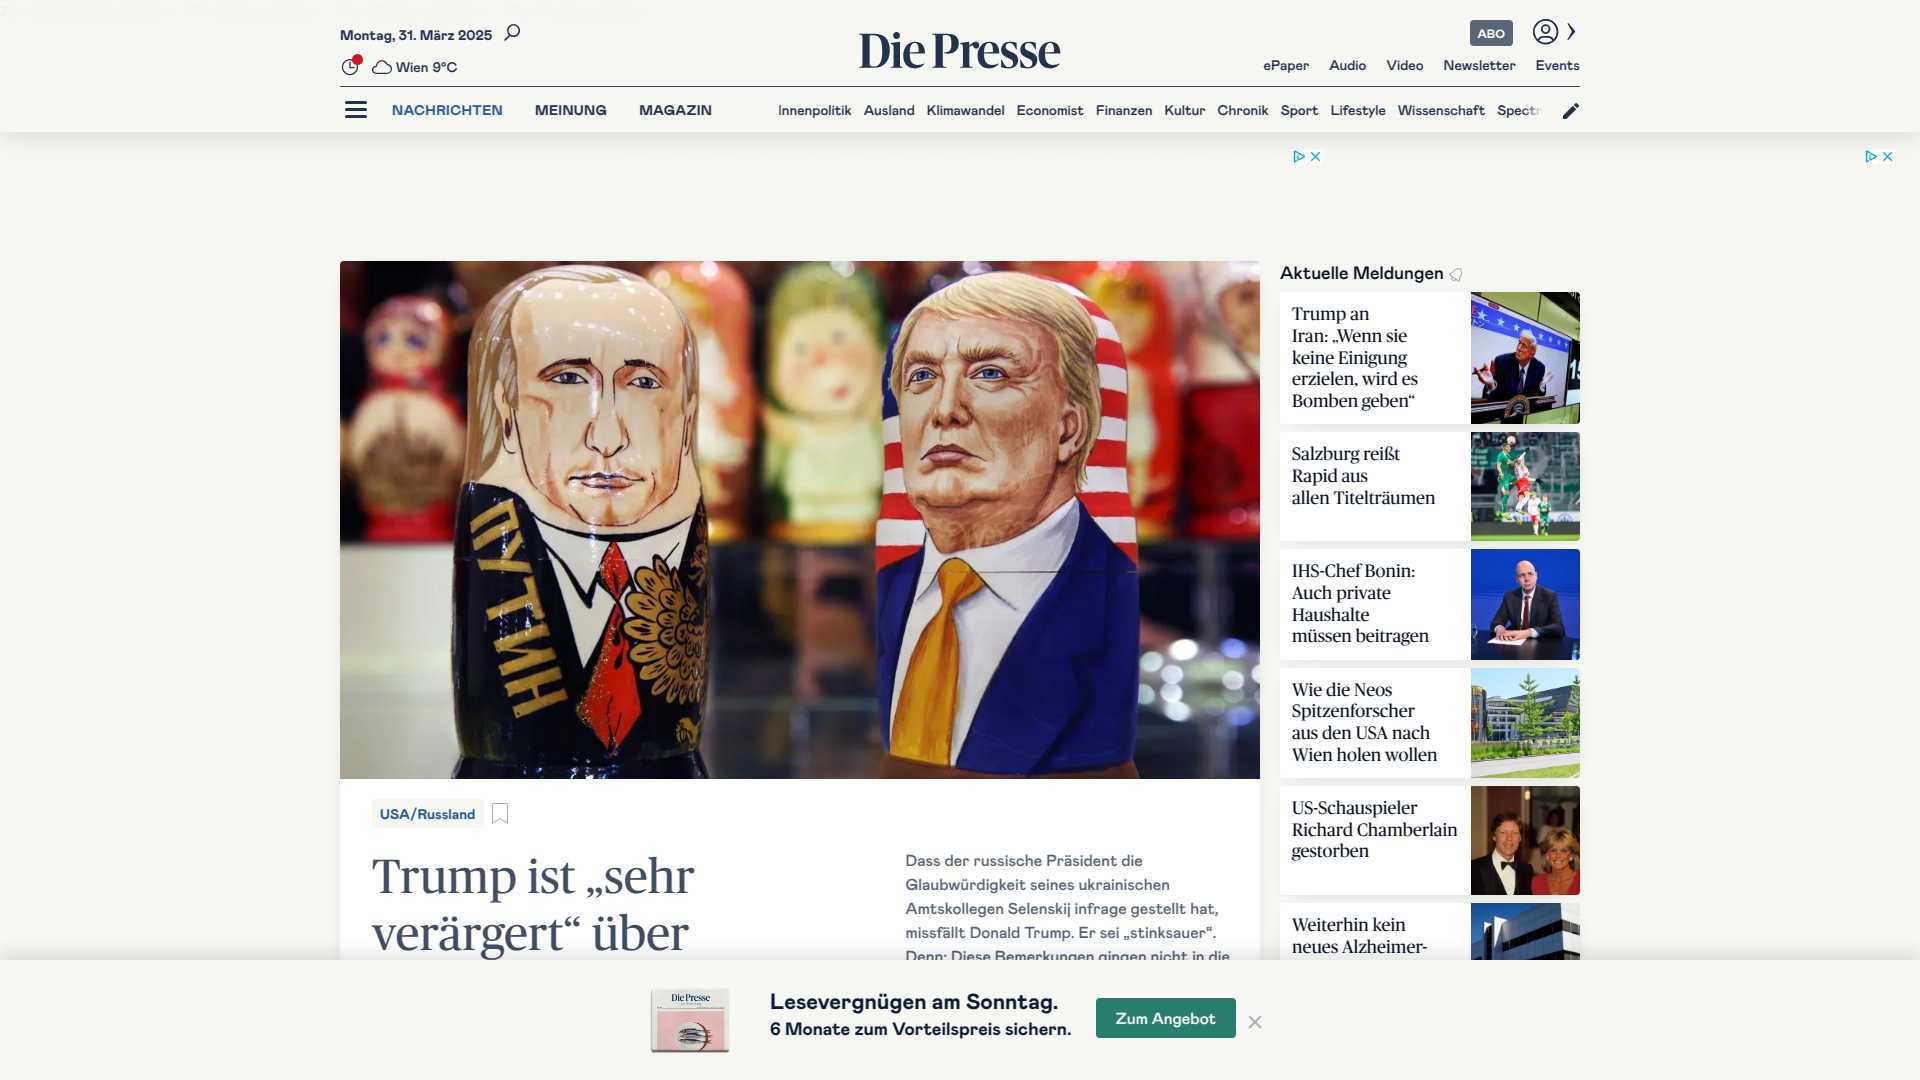 Montag, 31. März 2025
Wien 9°C
Die Presse
ABO
ePaper Audio Video Newsletter Events
NACHRICHTEN MEINUNG MAGAZIN
Innenpolitik Ausland Klimawandel Economist Finanzen Kultur Chronik Sport Lifestyle Wissenschaft
ПУТИН
USA/Russland
Trump ist „sehr
verärgert“ über
Dass der russische Präsident die
Glaubwürdigkeit seines ukrainischen
Amtskollegen Selenskij infrage gestellt hat,
missfällt Donald Trump. Er sei „stinksauer“.
Denn: Diese Bemerkungen gingen nicht in die
Aktuelle Meldungen
Trump an
Iran: „Wenn sie
keine Einigung
erzielen, wird es
Bomben geben“
Salzburg reißt
Rapid aus
allen Titelträumen
IHS-Chef Bonin:
Auch private
Haushalte
müssen beitragen
Wie die Neos
Spitzenforscher
aus den USA nach
Wien holen wollen
US-Schauspieler
Richard Chamberlain
gestorben
Weiterhin kein
neues Alzheimer-
Die Presse
Lesevergnügen am Sonntag.
6 Monate zum Vorteilspreis sichern.
Zum Angebot